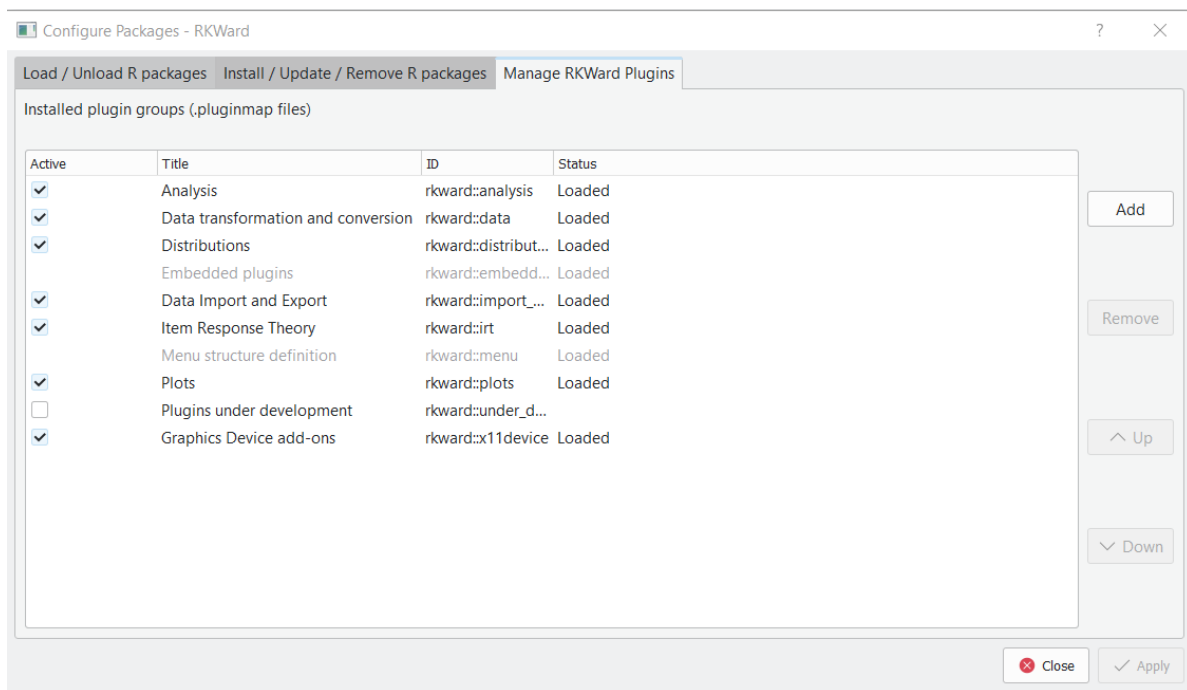 Configure Packages - RKWard ?
Load / Unload R packages Install / Update / Remove R packages Manage RKWard Plugins
Installed plugin groups (.pluginmap files)
Active Title ID Status
Analysis rkward::analysis Loaded
Data transformation and conversion rkward::data Loaded
Distributions rkward::distribut... Loaded
Embedded plugins rkward::embedd... Loaded
Data Import and Export rkward::import_... Loaded
Item Response Theory rkward::irt Loaded
Menu structure definition rkward::menu Loaded
Plots rkward::plots Loaded
Plugins under development rkward::under_d...
Graphics Device add-ons rkward::x11device Loaded
Add
Remove
Up
Down
Close Apply